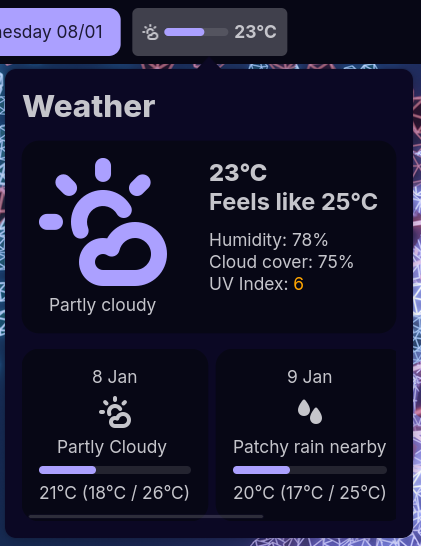 nesday 08/01
23°C
Weather
23°C
Feels like 25°C
Humidity: 78%
Cloud cover: 75%
UV Index: 6
Partly cloudy
8 Jan
Partly Cloudy
21°C (18°C / 26°C)
9 Jan
Patchy rain nearby
20°C (17°C / 25°C)